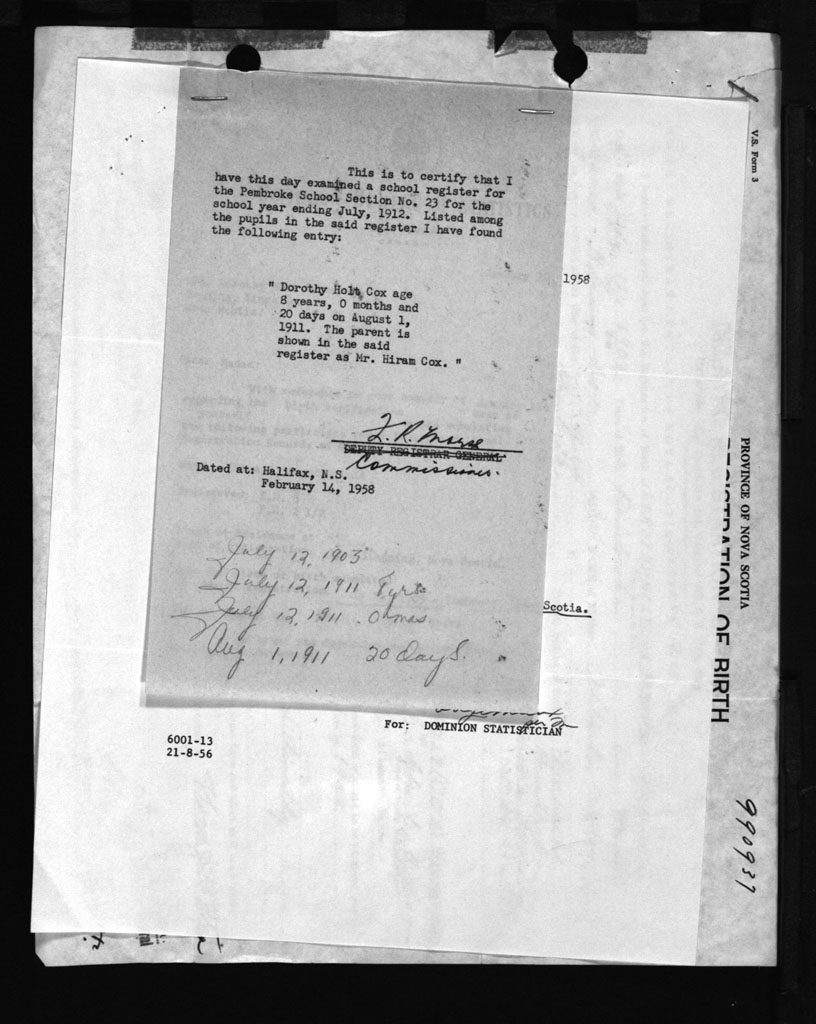 This is to certify that I
have this day examined a school register for
the Pembroke School Section No. 23 for the
school year ending July, 1912. Listed among
the pupils in the said register I have found
the following entry:
1958
" Dorothy Holt Cox age
8 years, 0 months and
20 days on August 1,
1911. The parent is
shown in the said
register as Mr. Hiram Cox. "
DEPUTY REGISTRAR GENERAL
Commissioner.
Dated at: Halifax, N.S.
February 14, 1958
July 12, 1903
July 12, 1911 8 yrs.
July 12, 1911 . 0 mos.
Aug 1, 1911 20 days.
Scotia.
For: DOMINION STATISTICIAN
6001-13
21-8-56
V.S. Form 3
PROVINCE OF NOVA SCOTIA
REGISTRATION OF BIRTH
990937